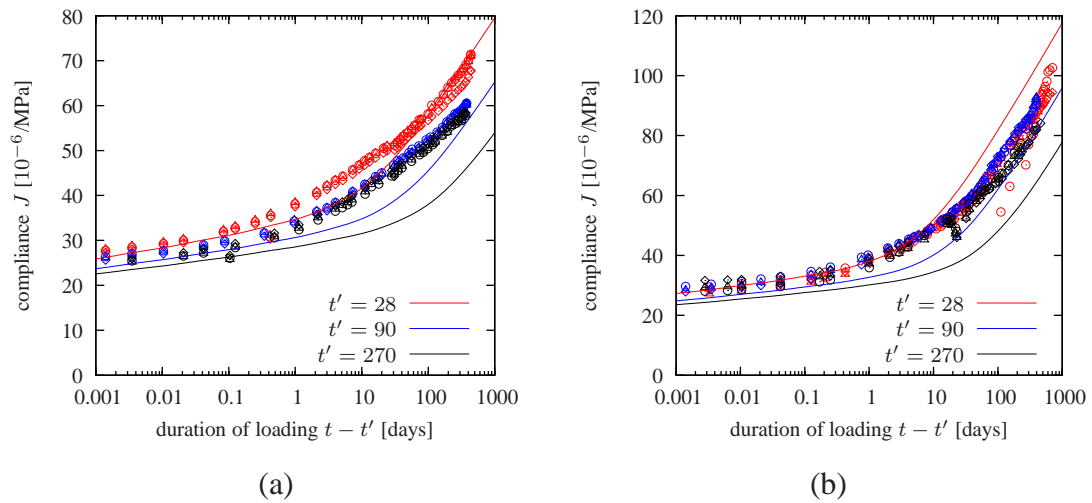 80
70
60
50
40
30
20
10
0
compliance J [10⁻⁶/MPa]
t′ = 28
t′ = 90
t′ = 270
0.001 0.01 0.1 1 10 100 1000
duration of loading t − t′ [days]
(a)
120
100
80
60
40
20
0
compliance J [10⁻⁶/MPa]
t′ = 28
t′ = 90
t′ = 270
0.001 0.01 0.1 1 10 100 1000
duration of loading t − t′ [days]
(b)